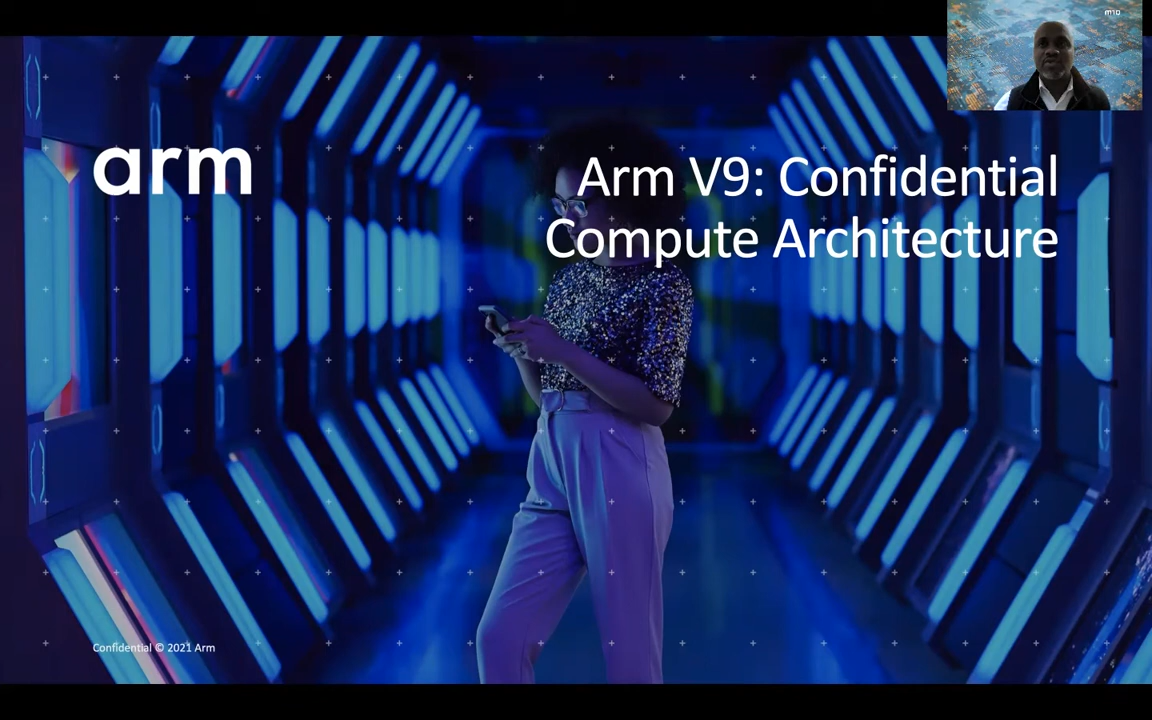 arm
Arm V9: Confidential
Compute Architecture
Confidential © 2021 Arm